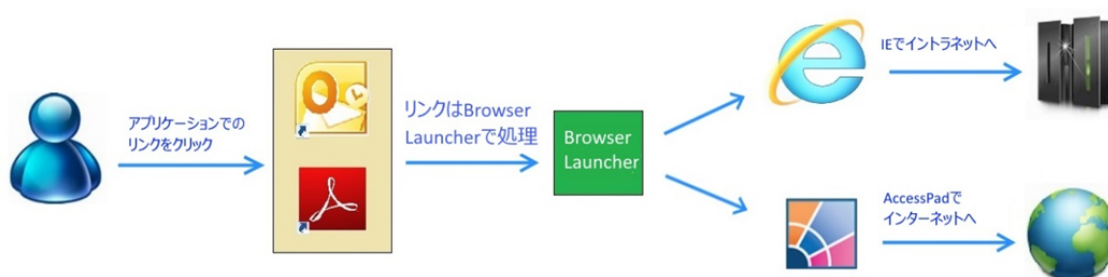 アプリケーションでの
リンクをクリック
リンクはBrowser
Launcherで処理
Browser
Launcher
IEでイントラネットへ
AccessPadで
インターネットへ